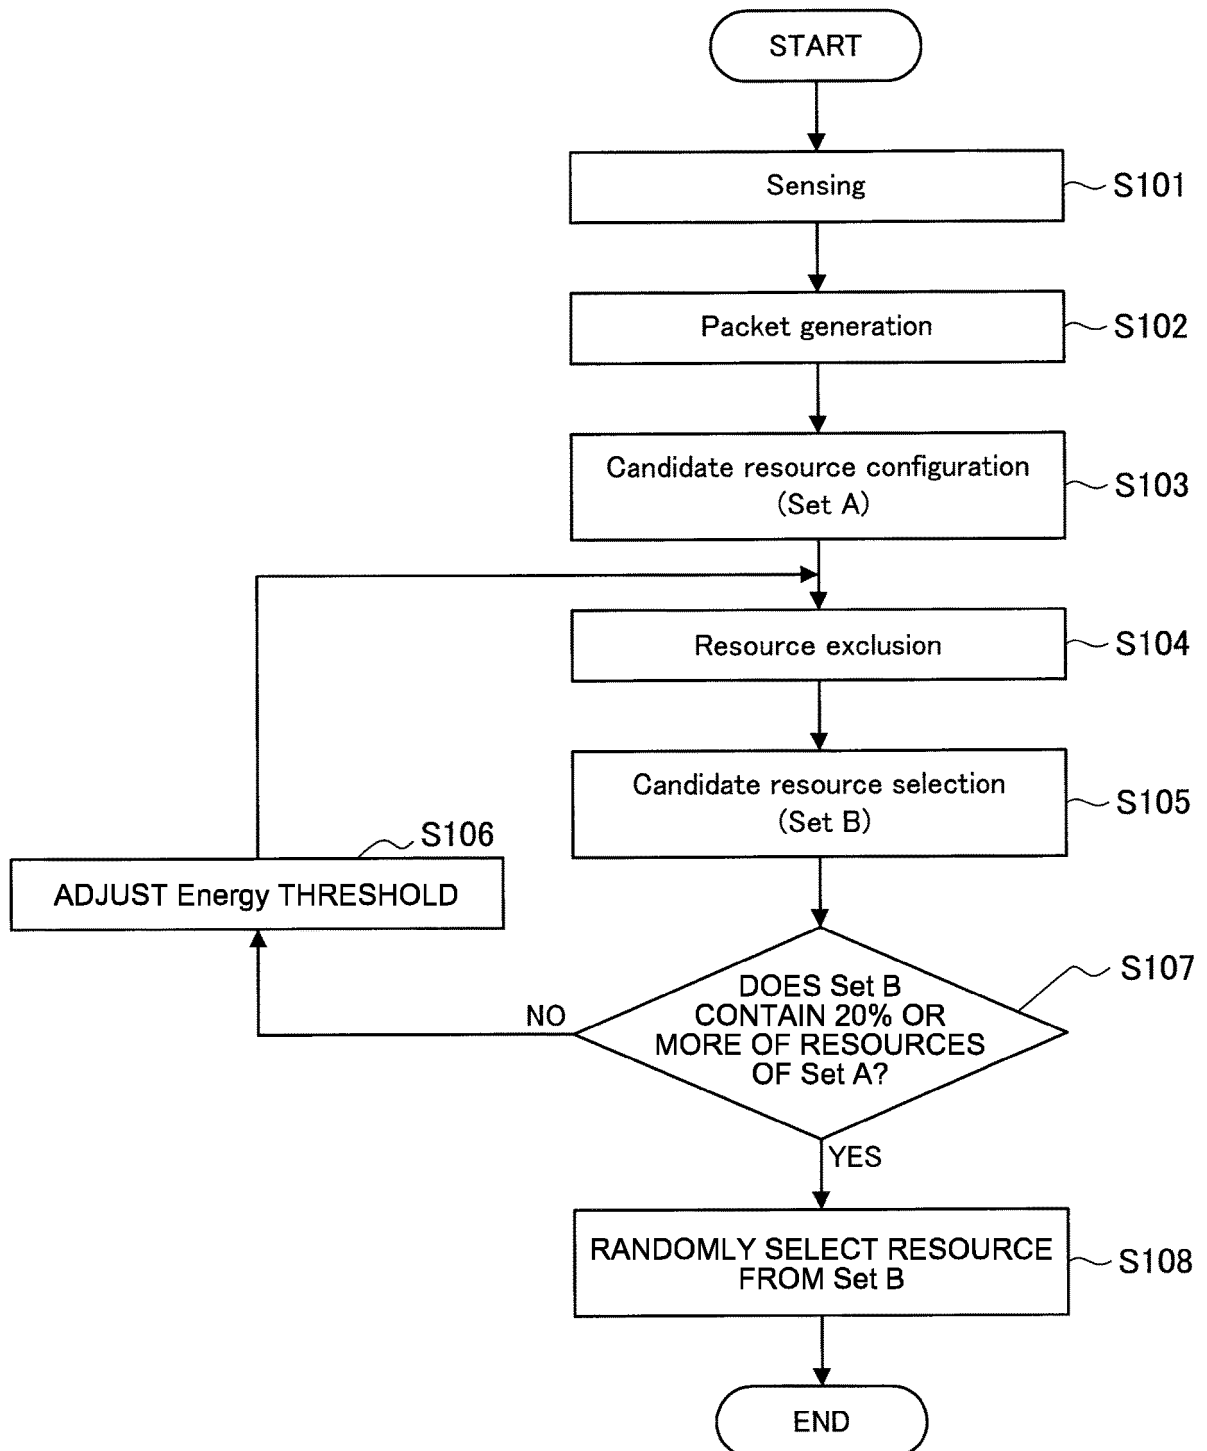 START
Sensing
S101
Packet generation
S102
Candidate resource configuration
(Set A)
S103
Resource exclusion
S104
Candidate resource selection
(Set B)
S105
S106
ADJUST Energy THRESHOLD
S107
DOES Set B
CONTAIN 20% OR
MORE OF RESOURCES
OF Set A?
NO
YES
RANDOMLY SELECT RESOURCE
FROM Set B
S108
END